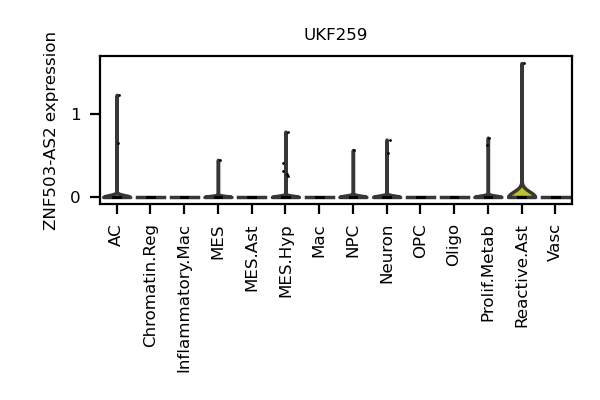 UKF259
ZNF503-AS2 expression
1
0
AC
Chromatin.Reg
Inflammatory.Mac
MES
MES.Ast
MES.Hyp
Mac
NPC
Neuron
OPC
Oligo
Prolif.Metab
Reactive.Ast
Vasc